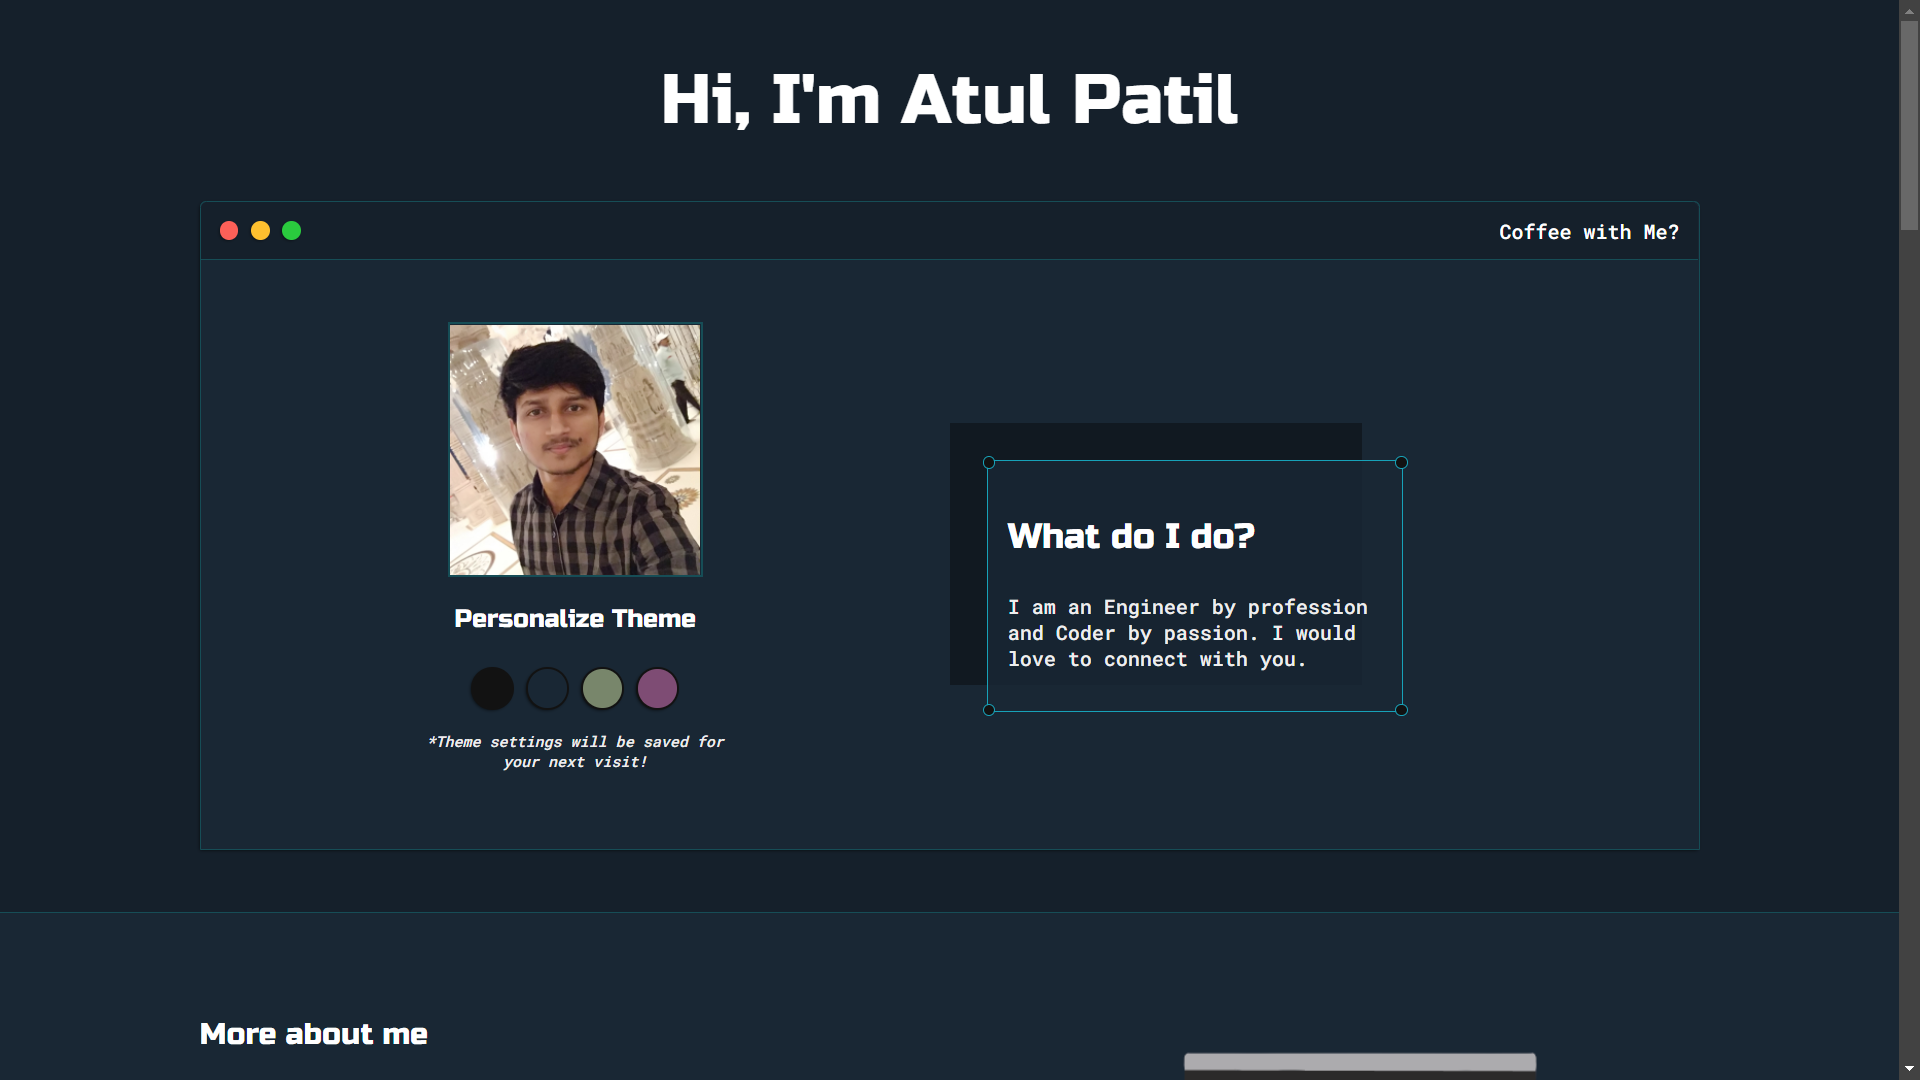 Hi, I'm Atul Patil
Coffee with Me?
Personalize Theme
*Theme settings will be saved for
your next visit!
What do I do?
I am an Engineer by profession
and Coder by passion. I would
love to connect with you.
More about me